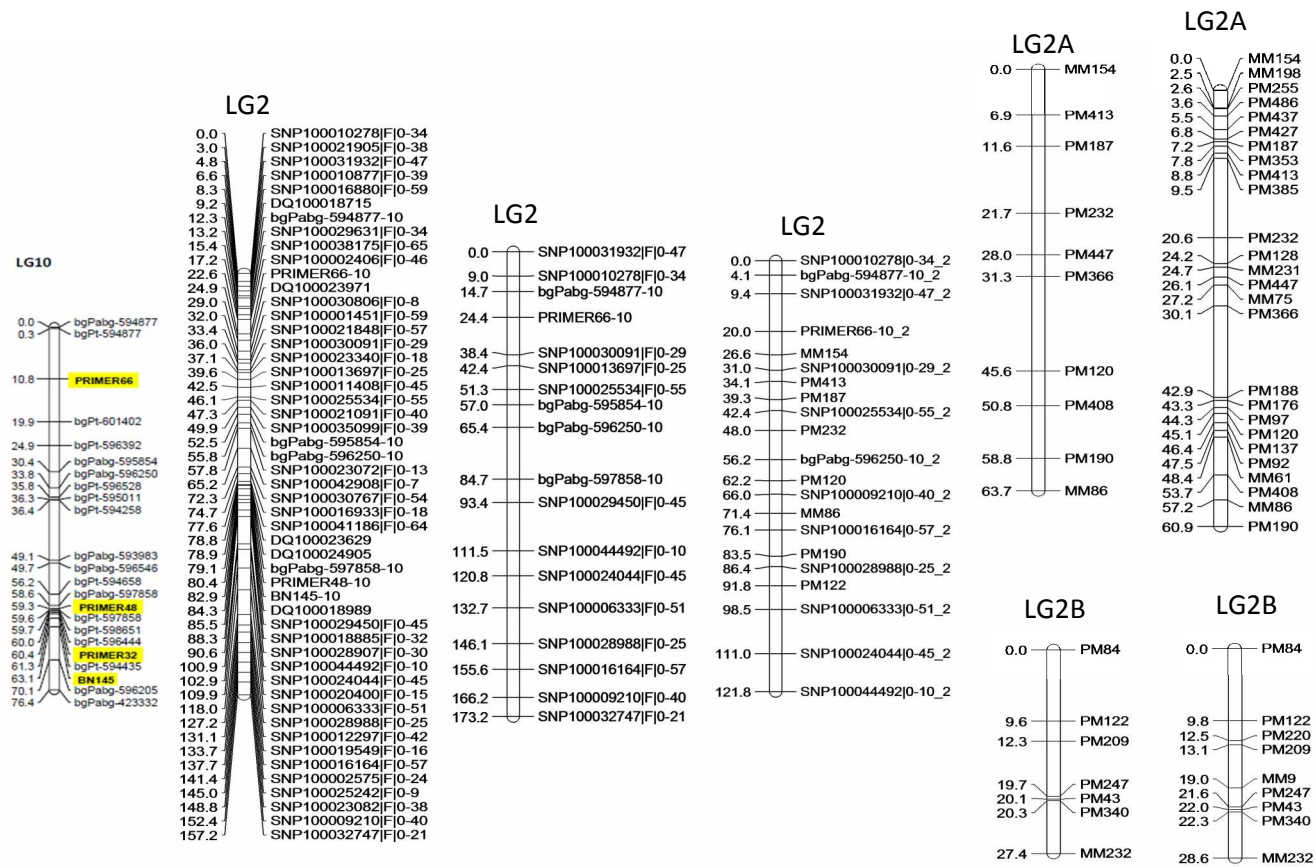 LG10
0.0 bgPabg-594877
0.3 bgPt-594877
10.8 PRIMER66
19.9 bgPt-601402
24.9 bgPt-596392
30.4 bgPabg-595854
33.8 bgPabg-596250
35.8 bgPt-596528
36.3 bgPt-595011
36.4 bgPt-594258
49.1 bgPabg-593983
49.7 bgPabg-596546
56.2 bgPt-594658
58.6 bgPabg-597858
59.3 PRIMER48
59.6 bgPt-597858
59.7 bgPt-598651
60.0 bgPt-596444
60.4 PRIMER32
61.3 bgPt-594435
63.1 BN145
70.1 bgPabg-596205
76.4 bgPabg-423332
LG2
0.0 SNP100010278|F|0-34
3.0 SNP100021905|F|0-38
4.8 SNP100031932|F|0-47
6.6 SNP100010877|F|0-39
8.3 SNP100016880|F|0-59
9.2 DQ100018715
12.3 bgPabg-594877-10
13.2 SNP100029631|F|0-34
15.4 SNP100038175|F|0-65
17.2 SNP100002406|F|0-46
22.6 PRIMER66-10
24.9 DQ100023971
29.0 SNP100030806|F|0-8
32.0 SNP100001451|F|0-59
33.4 SNP100021848|F|0-57
36.0 SNP100030091|F|0-29
37.1 SNP100023340|F|0-18
39.6 SNP100013697|F|0-25
42.5 SNP100011408|F|0-45
46.1 SNP100025534|F|0-55
47.3 SNP100021091|F|0-40
49.9 SNP100035099|F|0-39
52.5 bgPabg-595854-10
55.8 bgPabg-596250-10
57.8 SNP100023072|F|0-13
65.2 SNP100042908|F|0-7
72.3 SNP100030767|F|0-54
74.7 SNP100016933|F|0-18
77.6 SNP100041186|F|0-64
78.8 DQ100023629
78.9 DQ100024905
79.1 bgPabg-597858-10
80.4 PRIMER48-10
82.9 BN145-10
84.3 DQ100018989
85.5 SNP100029450|F|0-45
88.3 SNP100018885|F|0-32
90.6 SNP100028907|F|0-30
100.9 SNP100044492|F|0-10
102.9 SNP100024044|F|0-45
109.9 SNP100020400|F|0-15
118.0 SNP100006333|F|0-51
127.2 SNP100028988|F|0-25
131.1 SNP100012297|F|0-42
133.7 SNP100019549|F|0-16
137.7 SNP100016164|F|0-57
141.4 SNP100002575|F|0-24
145.0 SNP100025242|F|0-9
148.8 SNP100023082|F|0-38
152.4 SNP100009210|F|0-40
157.2 SNP100032747|F|0-21
LG2
0.0 SNP100031932|F|0-47
9.0 SNP100010278|F|0-34
14.7 bgPabg-594877-10
24.4 PRIMER66-10
38.4 SNP100030091|F|0-29
42.4 SNP100013697|F|0-25
51.3 SNP100025534|F|0-55
57.0 bgPabg-595854-10
65.4 bgPabg-596250-10
84.7 bgPabg-597858-10
93.4 SNP100029450|F|0-45
111.5 SNP100044492|F|0-10
120.8 SNP100024044|F|0-45
132.7 SNP100006333|F|0-51
146.1 SNP100028988|F|0-25
155.6 SNP100016164|F|0-57
166.2 SNP100009210|F|0-40
173.2 SNP100032747|F|0-21
LG2
0.0 SNP100010278|0-34_2
4.1 bgPabg-594877-10_2
9.4 SNP100031932|0-47_2
20.0 PRIMER66-10_2
26.6 MM154
31.0 SNP100030091|0-29_2
34.1 PM413
39.3 PM187
42.4 SNP100025534|0-55_2
48.0 PM232
56.2 bgPabg-596250-10_2
62.2 PM120
66.0 SNP100009210|0-40_2
71.4 MM86
76.1 SNP100016164|0-57_2
83.5 PM190
86.4 SNP100028988|0-25_2
91.8 PM122
98.5 SNP100006333|0-51_2
111.0 SNP100024044|0-45_2
121.8 SNP100044492|0-10_2
LG2A
0.0 MM154
6.9 PM413
11.6 PM187
21.7 PM232
28.0 PM447
31.3 PM366
45.6 PM120
50.8 PM408
58.8 PM190
63.7 MM86
LG2A
0.0 MM154
2.5 MM198
2.6 PM255
3.6 PM486
5.5 PM437
6.8 PM427
7.2 PM187
7.8 PM353
8.8 PM413
9.5 PM385
20.6 PM232
24.2 PM128
24.7 MM231
26.1 PM447
27.2 MM75
30.1 PM366
42.9 PM188
43.3 PM176
44.3 PM97
45.1 PM120
46.4 PM137
47.5 PM92
48.4 MM61
53.7 PM408
57.2 MM86
60.9 PM190
LG2B
0.0 PM84
9.6 PM122
12.3 PM209
19.7 PM247
20.1 PM43
20.3 PM340
27.4 MM232
LG2B
0.0 PM84
9.8 PM122
12.5 PM220
13.1 PM209
19.0 MM9
21.6 PM247
22.0 PM43
22.3 PM340
28.6 MM232